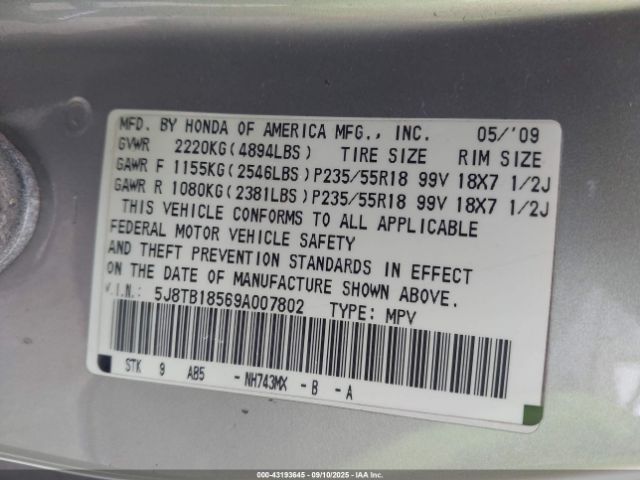 MFD. BY HONDA OF AMERICA MFG., INC. 05/'09
GVWR 2220KG(4894LBS) TIRE SIZE RIM SIZE
GAWR F 1155KG(2546LBS)P235/55R18 99V 18X7 1/2J
GAWR R 1080KG(2381LBS)P235/55R18 99V 18X7 1/2J
THIS VEHICLE CONFORMS TO ALL APPLICABLE
FEDERAL MOTOR VEHICLE SAFETY
AND THEFT PREVENTION STANDARDS IN EFFECT
ON THE DATE OF MANUFACTURE SHOWN ABOVE.
V.I.N.: 5J8TB18569A007802 TYPE: MPV
STK 9 AB5 -NH743MX -B -A
00-43193645 - 09/10/2025 - IAAI.COM